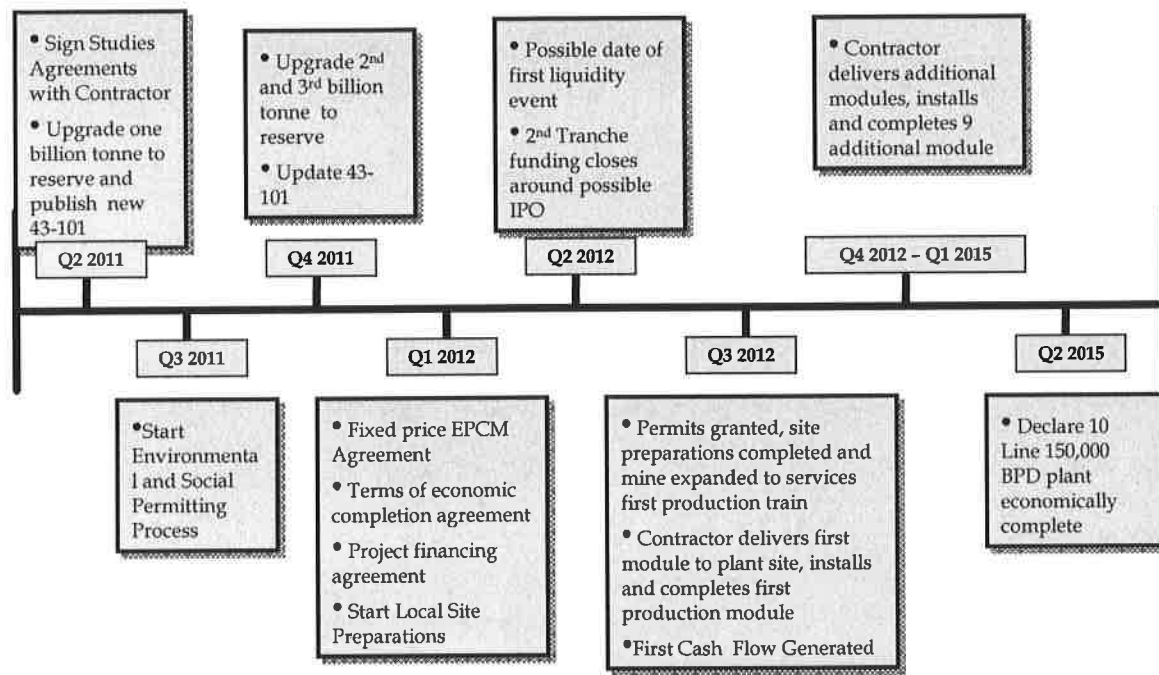 • Sign Studies
Agreements
with Contractor
• Upgrade one
billion tonne to
reserve and
publish new
43-101
Q2 2011
• Upgrade 2nd
and 3rd billion
tonne to
reserve
• Update 43-
101
Q4 2011
• Possible date of
first liquidity
event
• 2nd Tranche
funding closes
around possible
IPO
Q2 2012
• Contractor
delivers additional
modules, installs
and completes 9
additional module
Q4 2012 – Q1 2015
Q3 2011
•Start
Environmenta
l and Social
Permitting
Process
Q1 2012
• Fixed price EPCM
Agreement
• Terms of economic
completion agreement
• Project financing
agreement
• Start Local Site
Preparations
Q3 2012
• Permits granted, site
preparations completed and
mine expanded to services
first production train
• Contractor delivers first
module to plant site, installs
and completes first
production module
•First Cash Flow Generated
Q2 2015
• Declare 10
Line 150,000
BPD plant
economically
complete